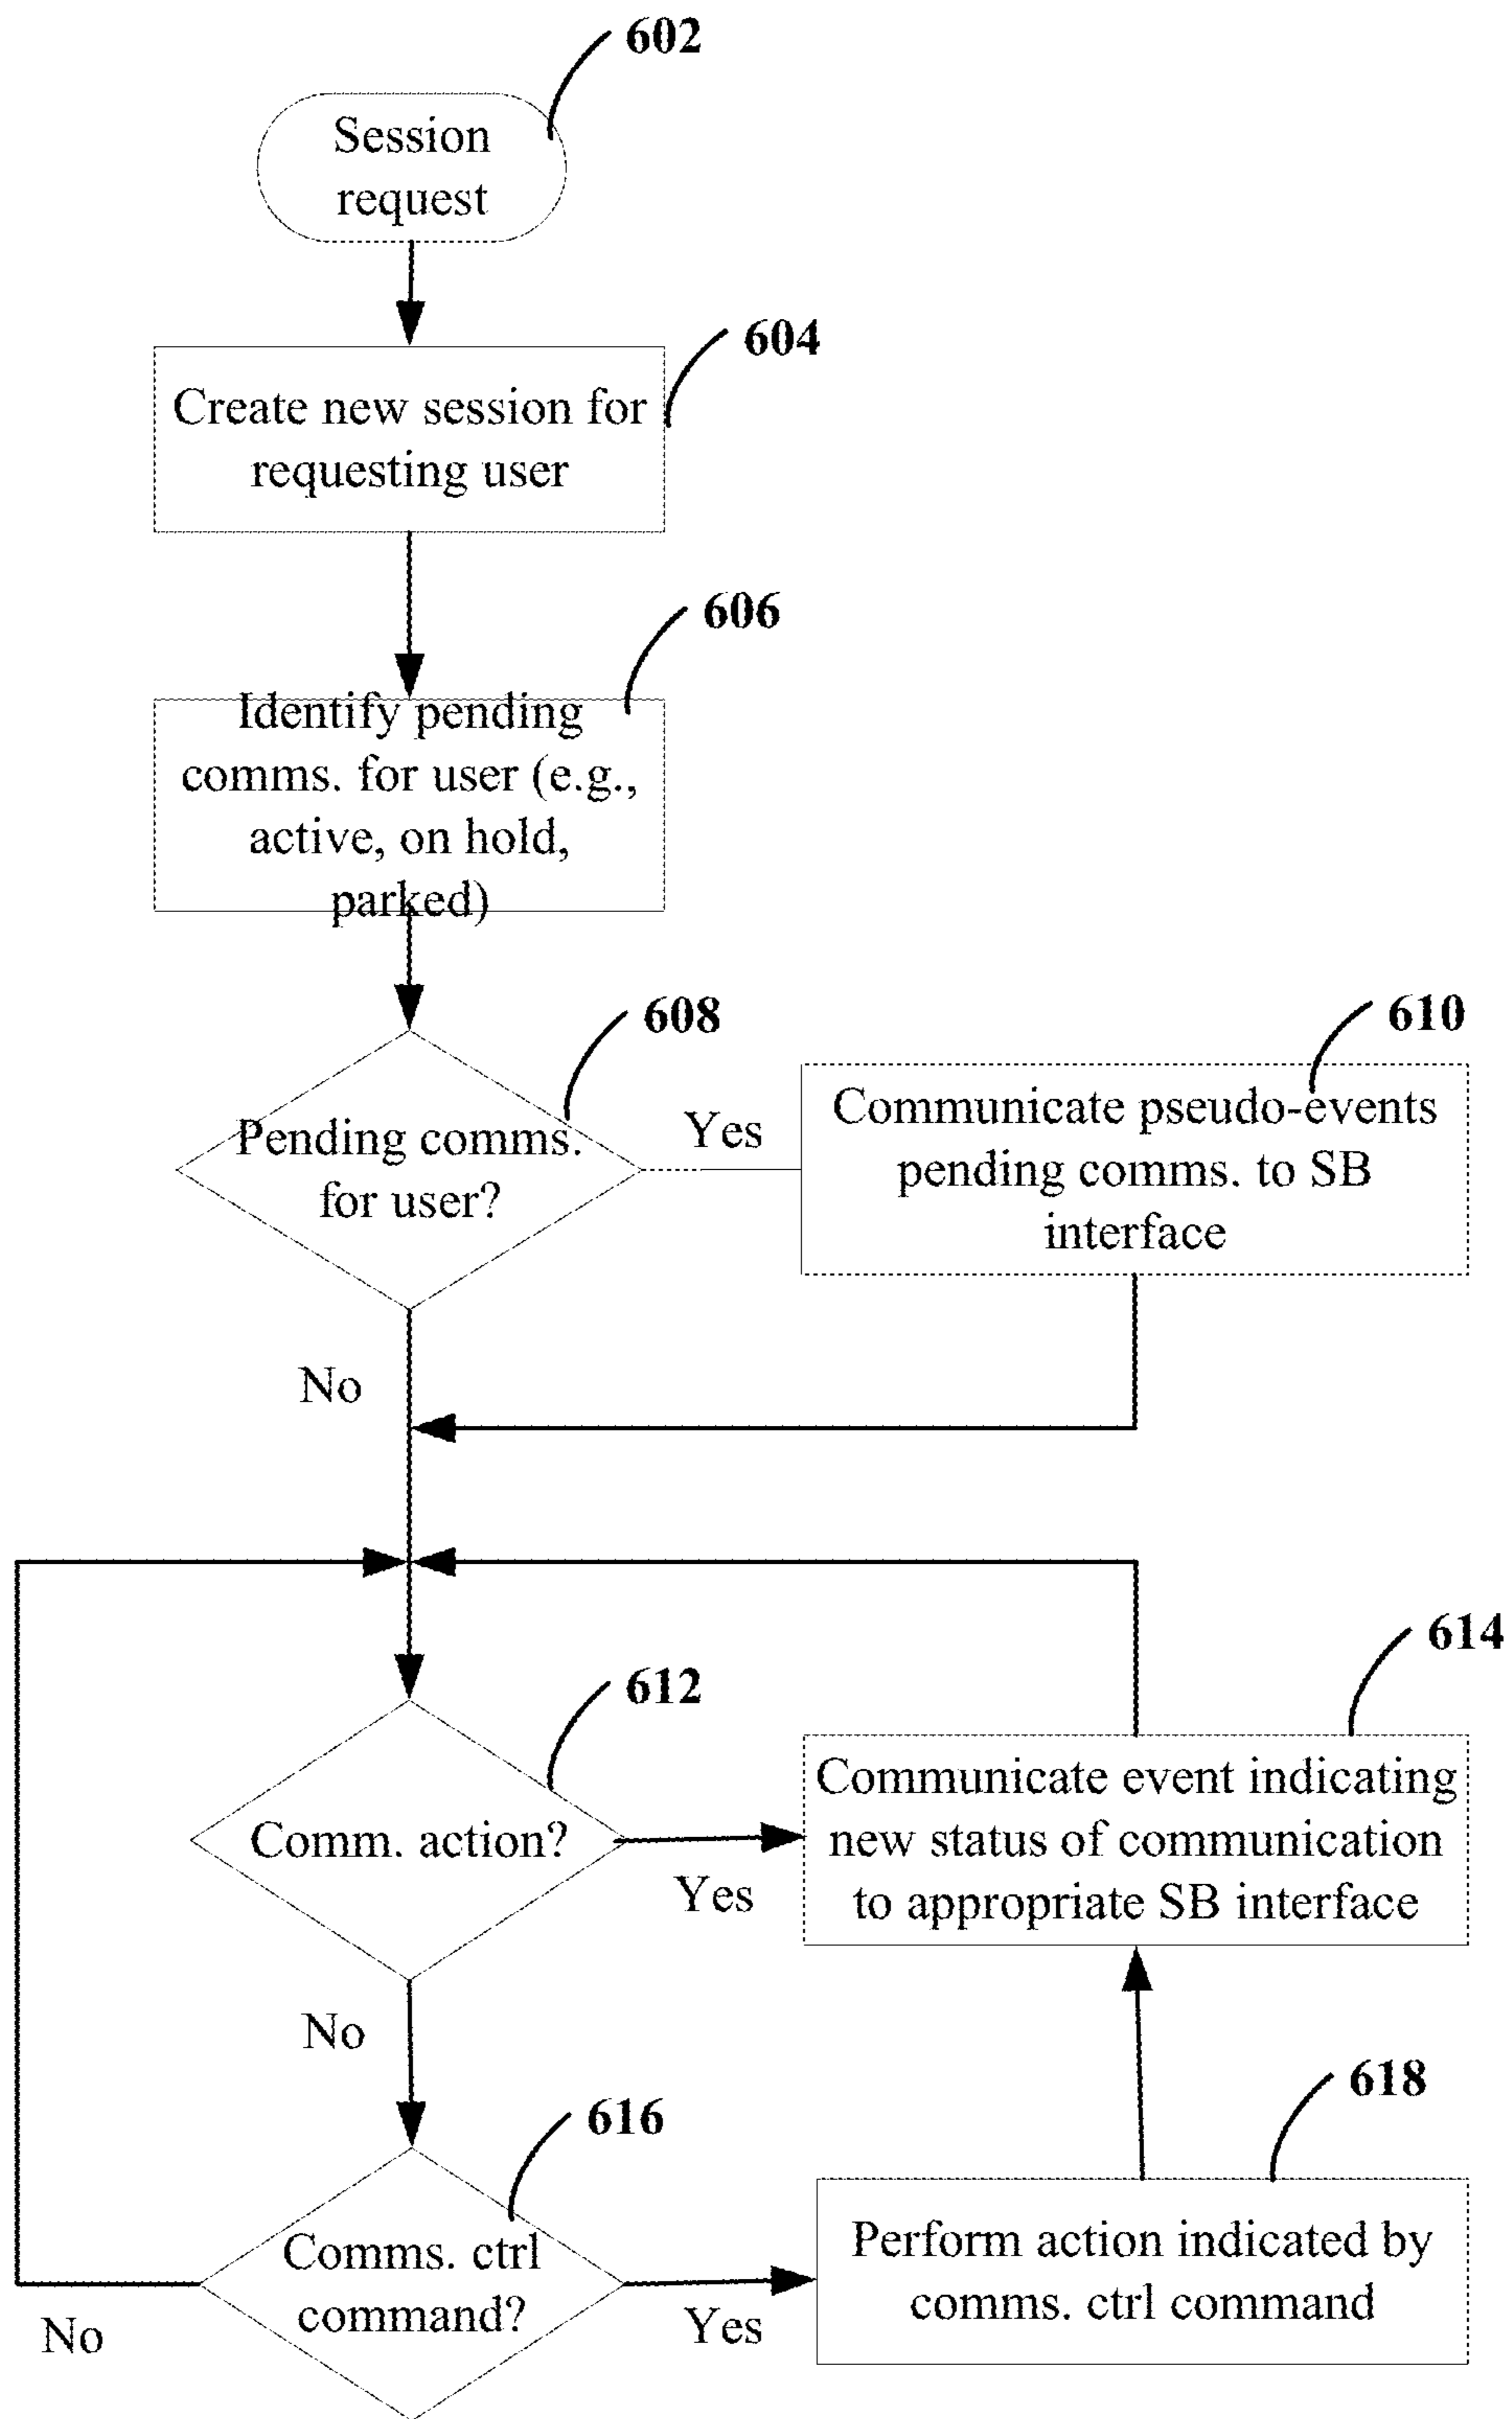 602
Session
request
604
Create new session for
requesting user
606
Identify pending
comms. for user (e.g.,
active, on hold,
parked)
608
Pending comms.
for user?
Yes
610
Communicate pseudo-events
pending comms. to SB
interface
No
612
Comm. action?
Yes
614
Communicate event indicating
new status of communication
to appropriate SB interface
No
616
Comms. ctrl
command?
No
Yes
618
Perform action indicated by
comms. ctrl command